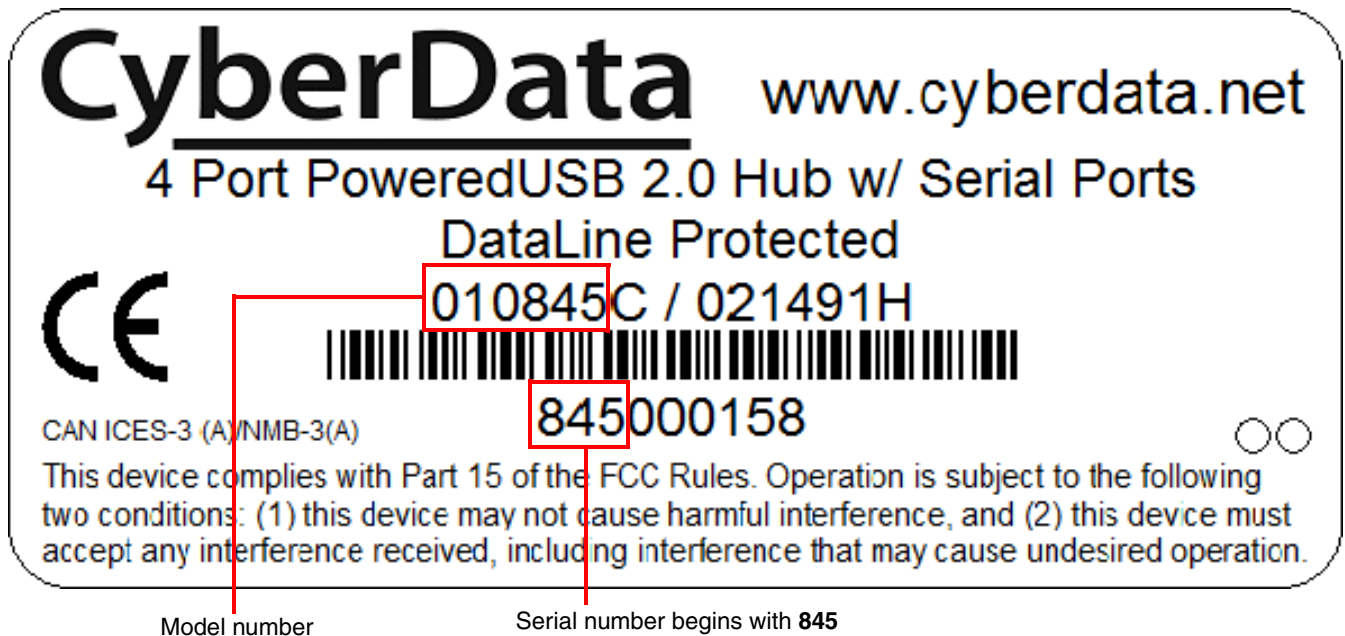 CyberData www.cyberdata.net
4 Port PoweredUSB 2.0 Hub w/ Serial Ports
DataLine Protected
010845C / 021491H
845000158
CAN ICES-3 (A)/NMB-3(A)
This device complies with Part 15 of the FCC Rules. Operation is subject to the following
two conditions: (1) this device may not cause harmful interference, and (2) this device must
accept any interference received, including interference that may cause undesired operation.
Model number
Serial number begins with 845